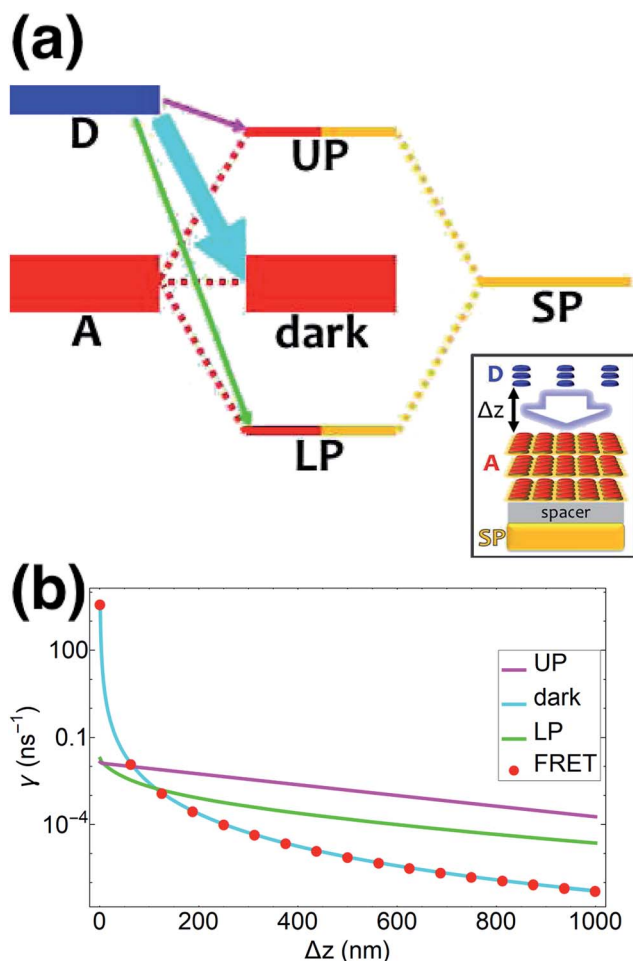 (a)
D
UP
A
dark
SP
LP
D
Δz
A
spacer
SP
(b)
100
0.1
10⁻⁴
γ (ns⁻¹)
UP
dark
LP
FRET
0 200 400 600 800 1000
Δz (nm)